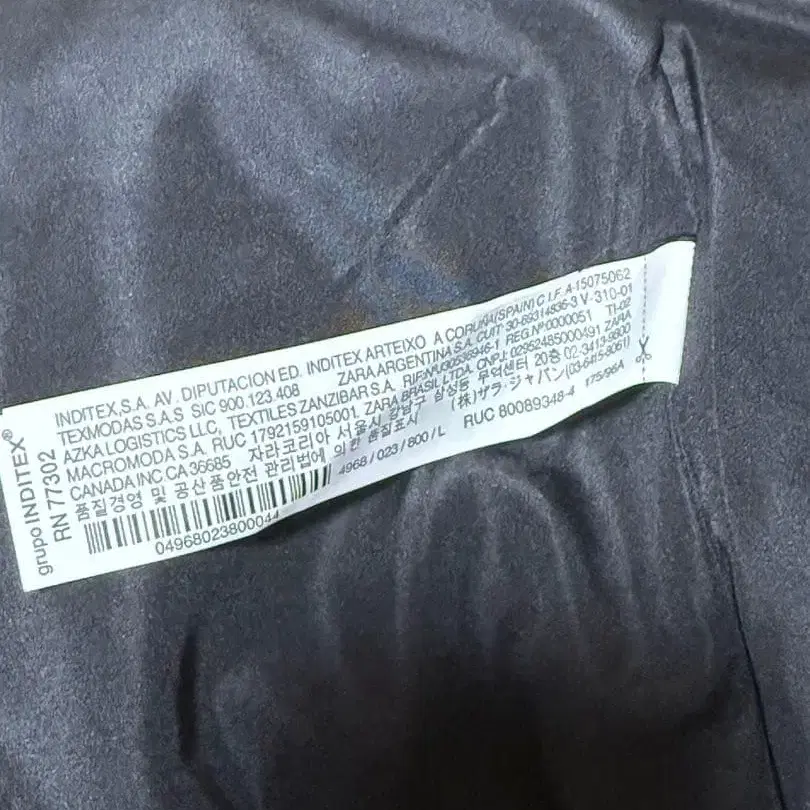 grupo INDITEX®
RN 77302
INDITEX,S.A. AV. DIPUTACION ED. INDITEX ARTEIXO A CORUÑA(SPAIN) C.I.F. A-15075062
TEXMODAS S.A.S SIC 900.123.408 ZARA ARGENTINA S.A. CUIT 30-69314835-3 V-310-01
AZKA LOGISTICS LLC, TEXTILES ZANZIBAR S.A. REG Nº0000051 TI-02
MACROMODA S.A. RUC 1792159105001. ZARA BRASIL LTDA. CNPJ: 02952485000491 ZARA
CANADA INC.CA 36685 자라코리아 서울시 강남구 삼성동 무역센터 20층 02-3413-9800
품질경영 및 공산품안전 관리법에 의한 품질표시 (株) ザラ・ジャパン(03-6415-8061)
4968 / 023 / 800 / L RUC 80089348-4 175/96A
04968023800044